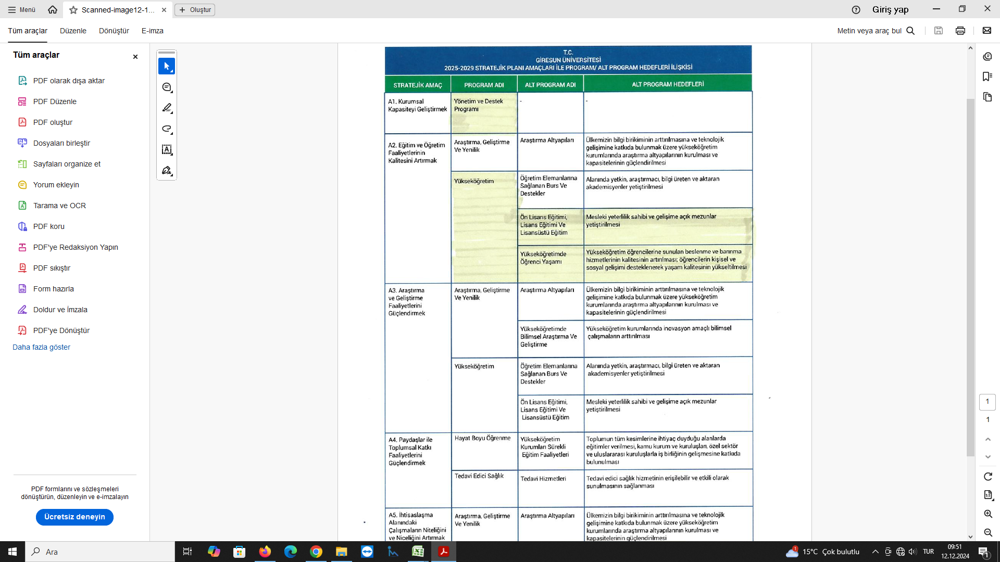 Menü
Scanned-image12-1...
Oluştur
Giriş yap
Tüm araçlar
Düzenle
Dönüştür
E-imza
Metin veya araç bul
Tüm araçlar
PDF olarak dışa aktar
PDF Düzenle
PDF oluştur
Dosyaları birleştir
Sayfaları organize et
Yorum ekleyin
Tarama ve OCR
PDF koru
PDF'ye Redaksiyon Yapın
PDF sıkıştır
Form hazırla
Doldur ve İmzala
PDF'ye Dönüştür
Daha fazla göster
PDF formlarını ve sözleşmeleri
dönüştürün, düzenleyin ve e-imzalayın
Ücretsiz deneyin
T.C.
GİRESUN ÜNİVERSİTESİ
2025-2029 STRATEJİK PLANI AMAÇLARI İLE PROGRAM/ ALT PROGRAM HEDEFLERİ İLİŞKİSİ
STRATEJİK AMAÇ
PROGRAM ADI
ALT PROGRAM ADI
ALT PROGRAM HEDEFLERİ
A1. Kurumsal
Kapasiteyi Geliştirmek
Yönetim ve Destek
Programı
-
-
A2. Eğitim ve Öğretim
Faaliyetlerinin
Kalitesini Artırmak
Araştırma, Geliştirme
Ve Yenilik
Araştırma Altyapıları
Ülkemizin bilgi birikiminin arttırılmasına ve teknolojik
gelişimine katkıda bulunmak üzere yükseköğretim
kurumlarında araştırma altyapılarının kurulması ve
kapasitelerinin güçlendirilmesi
Yükseköğretim
Öğretim Elemanlarına
Sağlanan Burs Ve
Destekler
Alanında yetkin, araştırmacı, bilgi üreten ve aktaran
akademisyenler yetiştirilmesi
Ön Lisans Eğitimi,
Lisans Eğitimi Ve
Lisansüstü Eğitim
Mesleki yeterlilik sahibi ve gelişime açık mezunlar
yetiştirilmesi
Yükseköğretimde
Öğrenci Yaşamı
Yükseköğretim öğrencilerine sunulan beslenme ve barınma
hizmetlerinin kalitesinin artırılması; öğrencilerin kişisel ve
sosyal gelişimi desteklenerek yaşam kalitesinin yükseltilmesi
A3. Araştırma
ve Geliştirme
Faaliyetlerini
Güçlendirmek
Araştırma, Geliştirme
Ve Yenilik
Araştırma Altyapıları
Ülkemizin bilgi birikiminin arttırılmasına ve teknolojik
gelişimine katkıda bulunmak üzere yükseköğretim
kurumlarında araştırma altyapılarının kurulması ve
kapasitelerinin güçlendirilmesi
Yükseköğretimde
Bilimsel Araştırma Ve
Geliştirme
Yükseköğretim kurumlarında inovasyon amaçlı bilimsel
çalışmaların arttırılması
Yükseköğretim
Öğretim Elemanlarına
Sağlanan Burs Ve
Destekler
Alanında yetkin, araştırmacı, bilgi üreten ve aktaran
akademisyenler yetiştirilmesi
Ön Lisans Eğitimi,
Lisans Eğitimi Ve
Lisansüstü Eğitim
Mesleki yeterlilik sahibi ve gelişime açık mezunlar
yetiştirilmesi
A4. Paydaşlar ile
Toplumsal Katkı
Faaliyetlerini
Güçlendirmek
Hayat Boyu Öğrenme
Yükseköğretim
Kurumları Sürekli
Eğitim Faaliyetleri
Toplumun tüm kesimlerine ihtiyaç duyduğu alanlarda
eğitimler verilmesi, kamu kurum ve kuruluşları, özel sektör
ve uluslararası kuruluşlarla iş birliğinin gelişmesine katkıda
bulunulması
Tedavi Edici Sağlık
Tedavi Hizmetleri
Tedavi edici sağlık hizmetinin erişilebilir ve etkili olarak
sunulmasının sağlanması
A5. İhtisaslaşma
Alanındaki
Çalışmaların Niteliğini
ve Niceliğini Artırmak
Araştırma, Geliştirme
Ve Yenilik
Araştırma Altyapıları
Ülkemizin bilgi birikiminin arttırılmasına ve teknolojik
gelişimine katkıda bulunmak üzere yükseköğretim
kurumlarında araştırma altyapılarının kurulması ve
kapasitelerinin güçlendirilmesi
1
1
Ara
1
15°C Çok bulutlu
TUR
09:51
12.12.2024
1